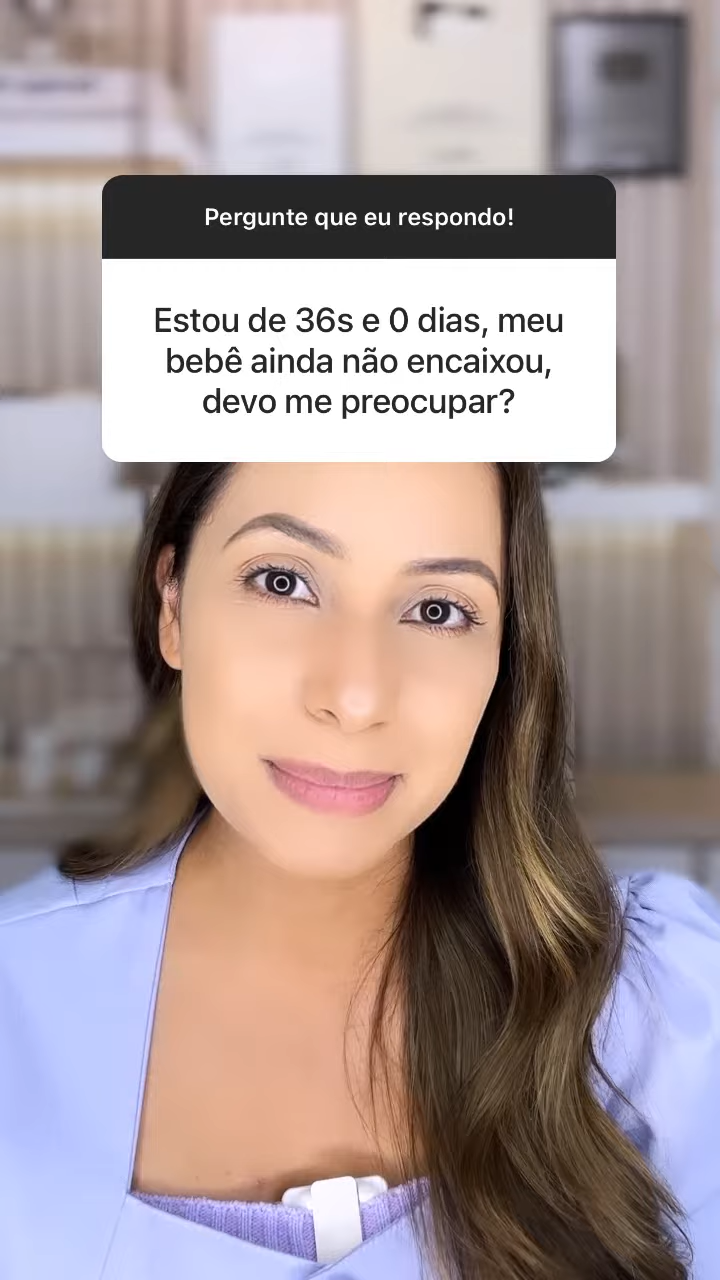 Pergunte que eu respondo!
Estou de 36s e 0 dias, meu
bebê ainda não encaixou,
devo me preocupar?